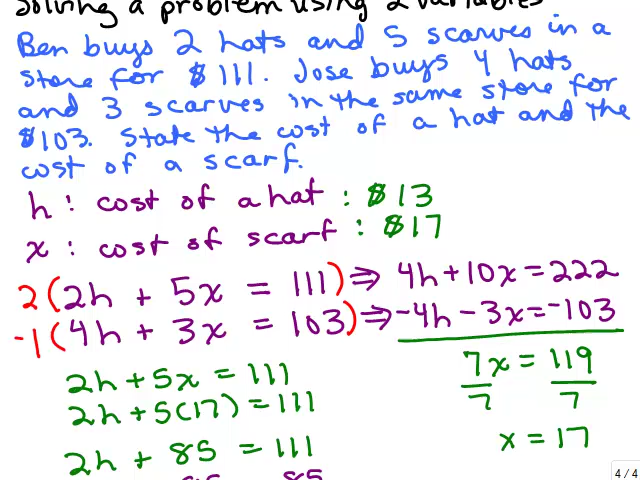 Solving a problem using 2 variables
Ben buys 2 hats and 5 scarves in a
store for $111. Jose buys 4 hats
and 3 scarves in the same store for
$103. State the cost of a hat and the
cost of a scarf.
h : cost of a hat : $13
x : cost of scarf : $17
2(2h + 5x = 111) ⇒ 4h+10x=222
-1(4h + 3x = 103) ⇒ -4h-3x=-103
2h+5x=111
7x = 119
7 7
2h+5(17)=111
x = 17
2h + 85 = 111
85 85
4/4